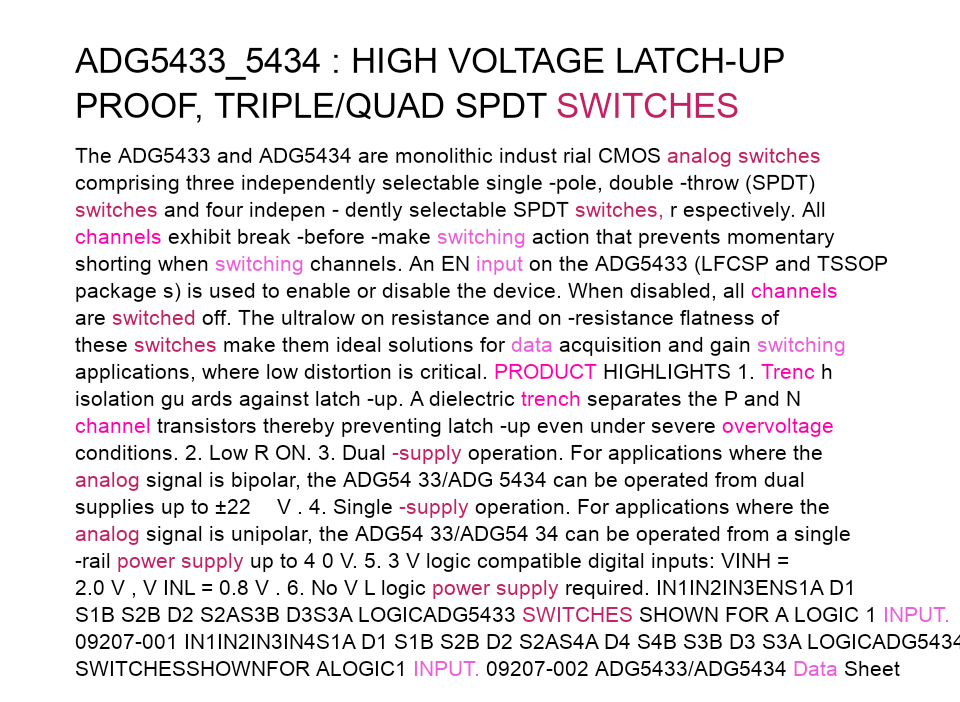 ADG5433_5434 : HIGH VOLTAGE LATCH-UP
PROOF, TRIPLE/QUAD SPDT SWITCHES
The ADG5433 and ADG5434 are monolithic indust rial CMOS analog switches
comprising three independently selectable single -pole, double -throw (SPDT)
switches and four indepen - dently selectable SPDT switches, r espectively. All
channels exhibit break -before -make switching action that prevents momentary
shorting when switching channels. An EN input on the ADG5433 (LFCSP and TSSOP
package s) is used to enable or disable the device. When disabled, all channels
are switched off. The ultralow on resistance and on -resistance flatness of
these switches make them ideal solutions for data acquisition and gain switching
applications, where low distortion is critical. PRODUCT HIGHLIGHTS 1. Trenc h
isolation gu ards against latch -up. A dielectric trench separates the P and N
channel transistors thereby preventing latch -up even under severe overvoltage
conditions. 2. Low R ON. 3. Dual -supply operation. For applications where the
analog signal is bipolar, the ADG54 33/ADG 5434 can be operated from dual
supplies up to ±22 V . 4. Single -supply operation. For applications where the
analog signal is unipolar, the ADG54 33/ADG54 34 can be operated from a single
-rail power supply up to 4 0 V. 5. 3 V logic compatible digital inputs: VINH =
2.0 V , V INL = 0.8 V . 6. No V L logic power supply required. IN1IN2IN3ENS1A D1
S1B S2B D2 S2AS3B D3S3A LOGICADG5433 SWITCHES SHOWN FOR A LOGIC 1 INPUT.
09207-001 IN1IN2IN3IN4S1A D1 S1B S2B D2 S2AS4A D4 S4B S3B D3 S3A LOGICADG5434
SWITCHESSHOWNFOR ALOGIC1 INPUT. 09207-002 ADG5433/ADG5434 Data Sheet